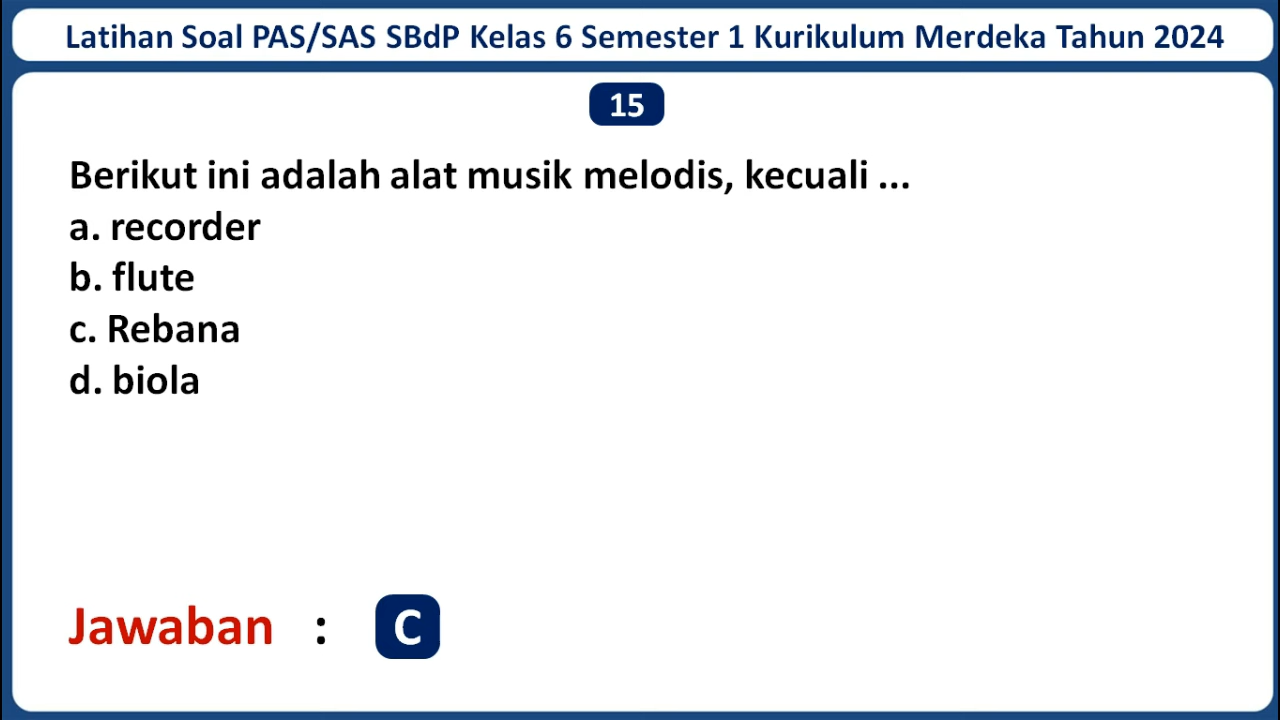 Latihan Soal PAS/SAS SBdP Kelas 6 Semester 1 Kurikulum Merdeka Tahun 2024
15
Berikut ini adalah alat musik melodis, kecuali ...
a. recorder
b. flute
c. Rebana
d. biola
Jawaban : C